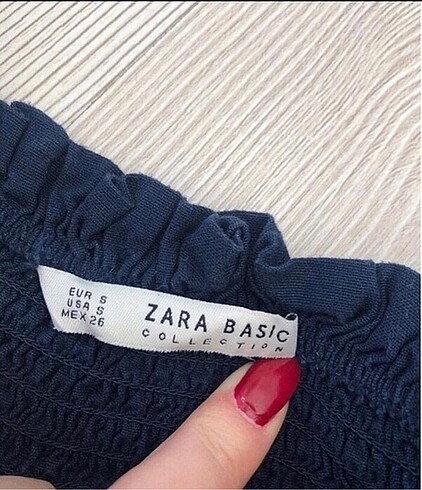 EUR S
USA S
MEX 26
ZARA BASIC
COLLECTION